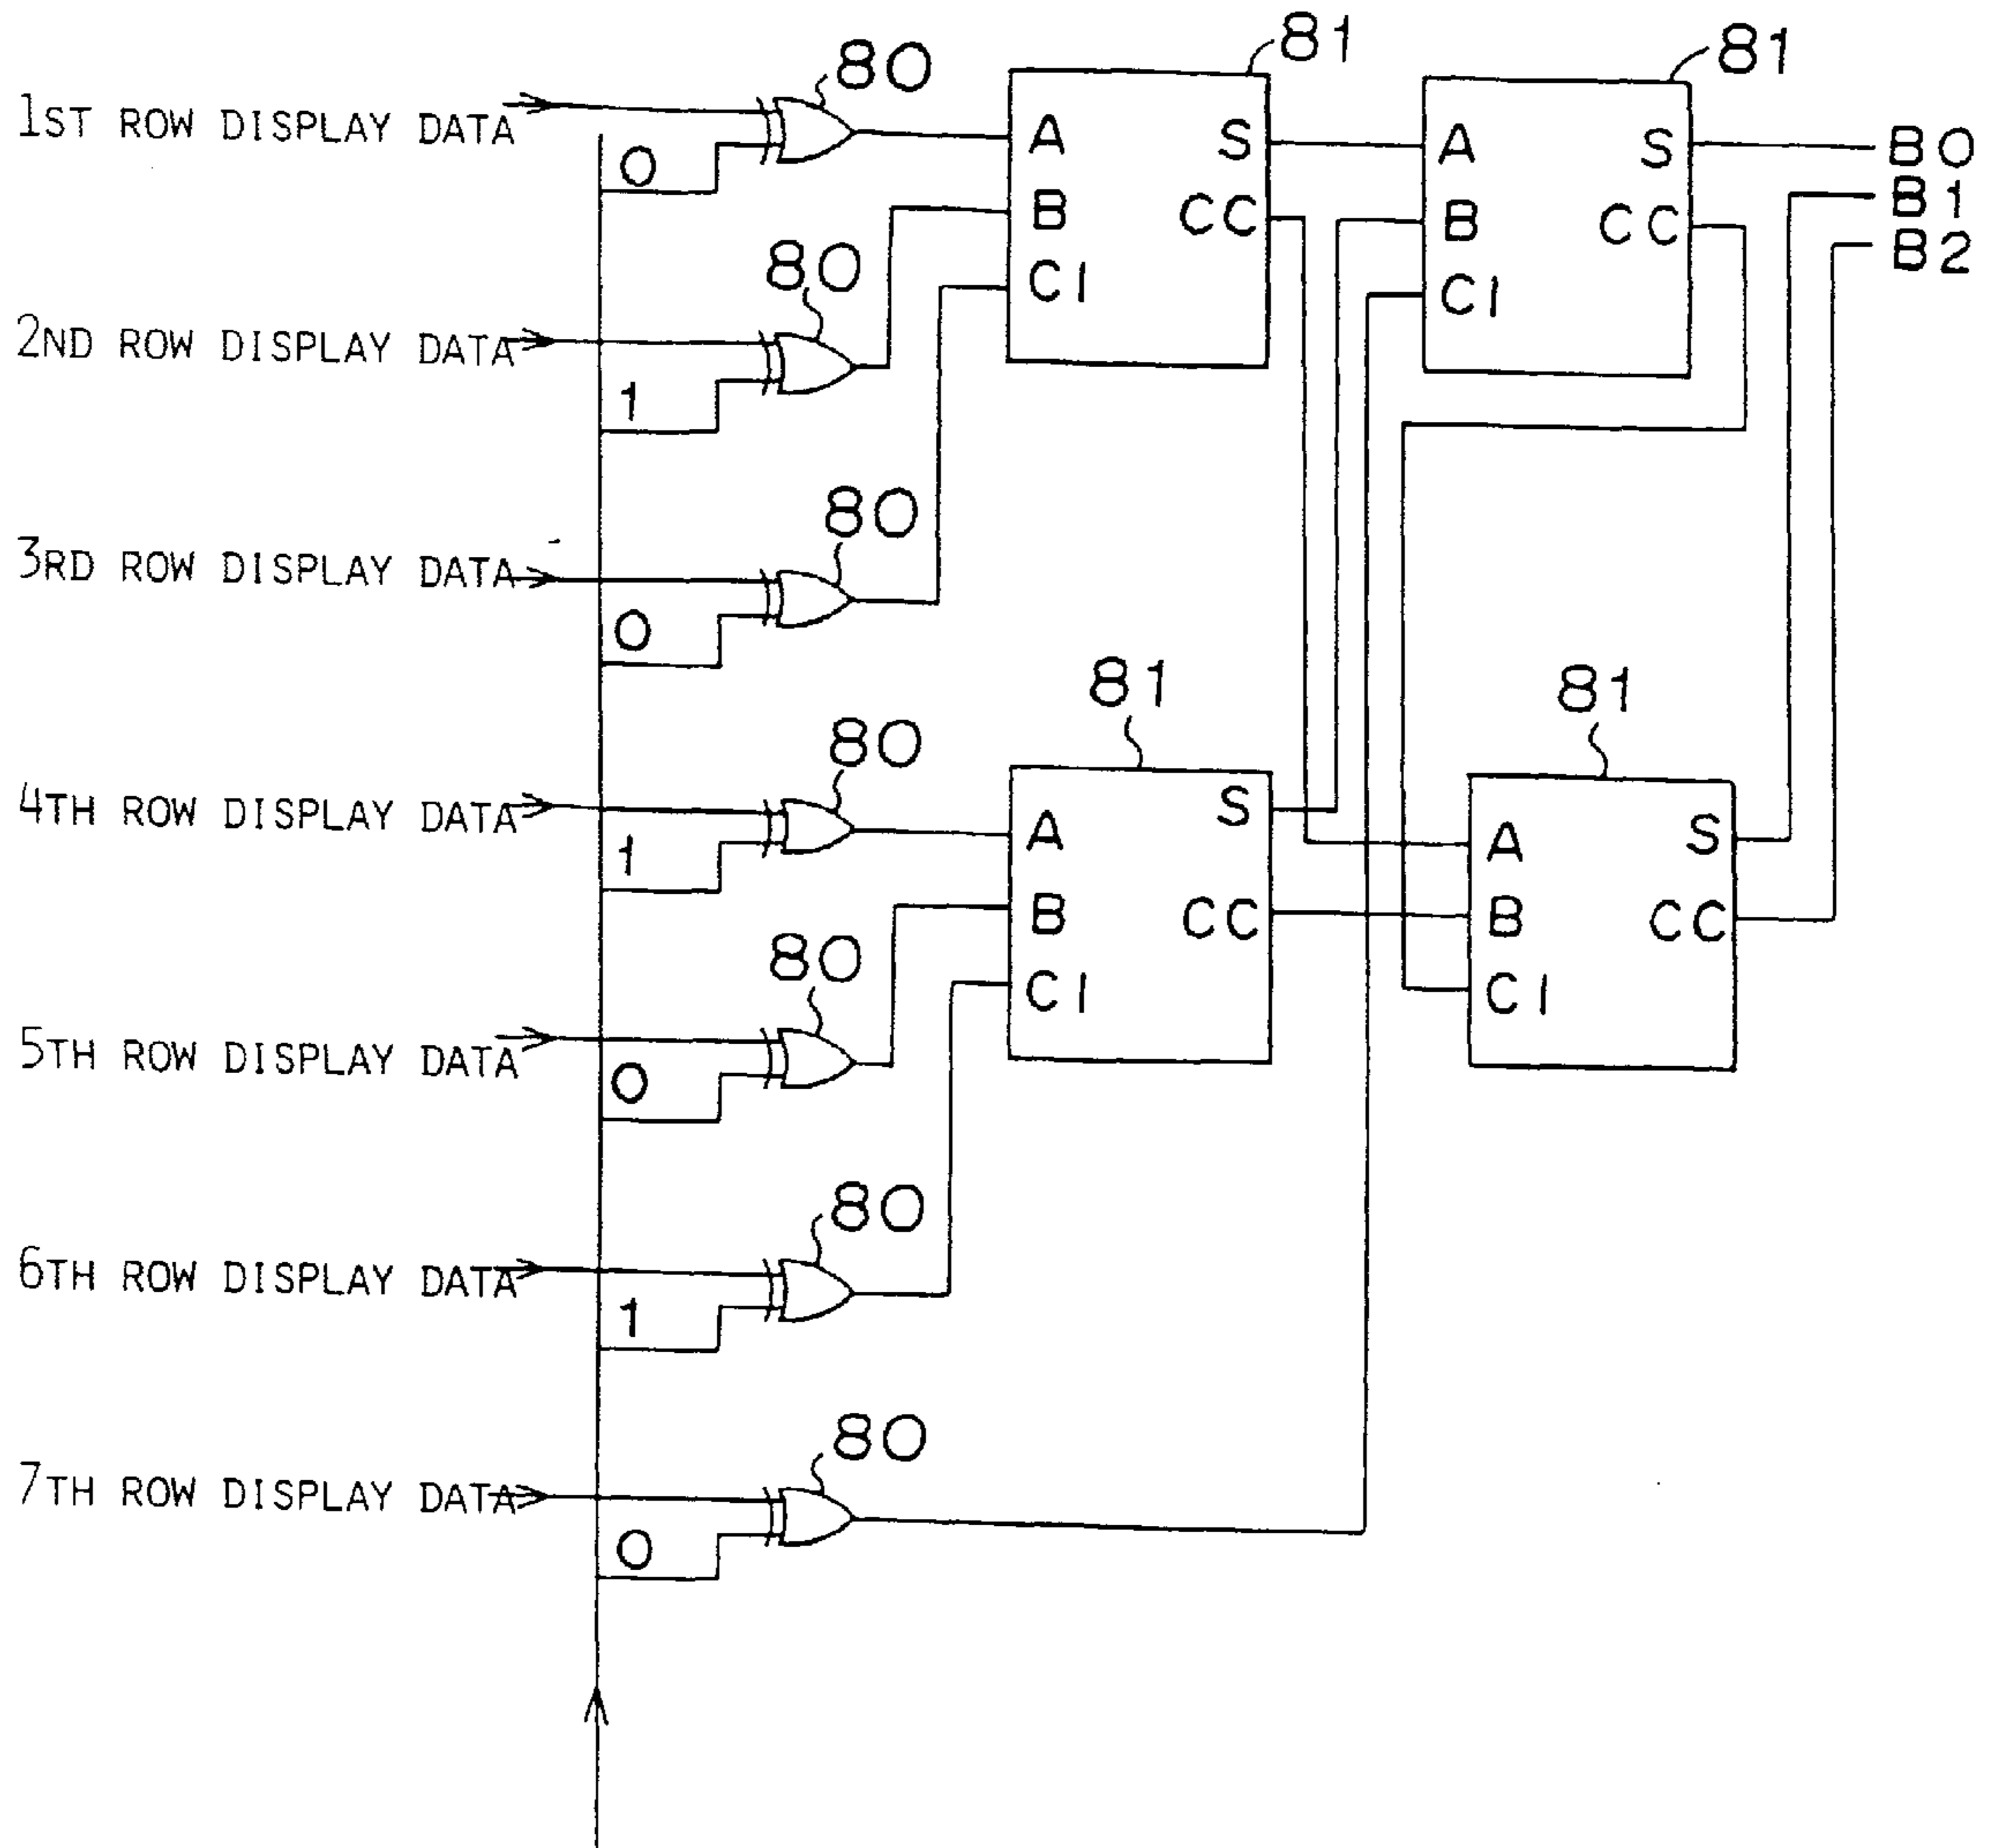 81
81
80
1ST ROW DISPLAY DATA
0
A
S
A
S
B0
B
CC
B
CC
B1
B2
80
CI
CI
2ND ROW DISPLAY DATA
1
80
3RD ROW DISPLAY DATA
0
81
81
80
4TH ROW DISPLAY DATA
1
A
S
A
S
B
CC
B
CC
80
CI
CI
5TH ROW DISPLAY DATA
0
80
6TH ROW DISPLAY DATA
1
80
7TH ROW DISPLAY DATA
0